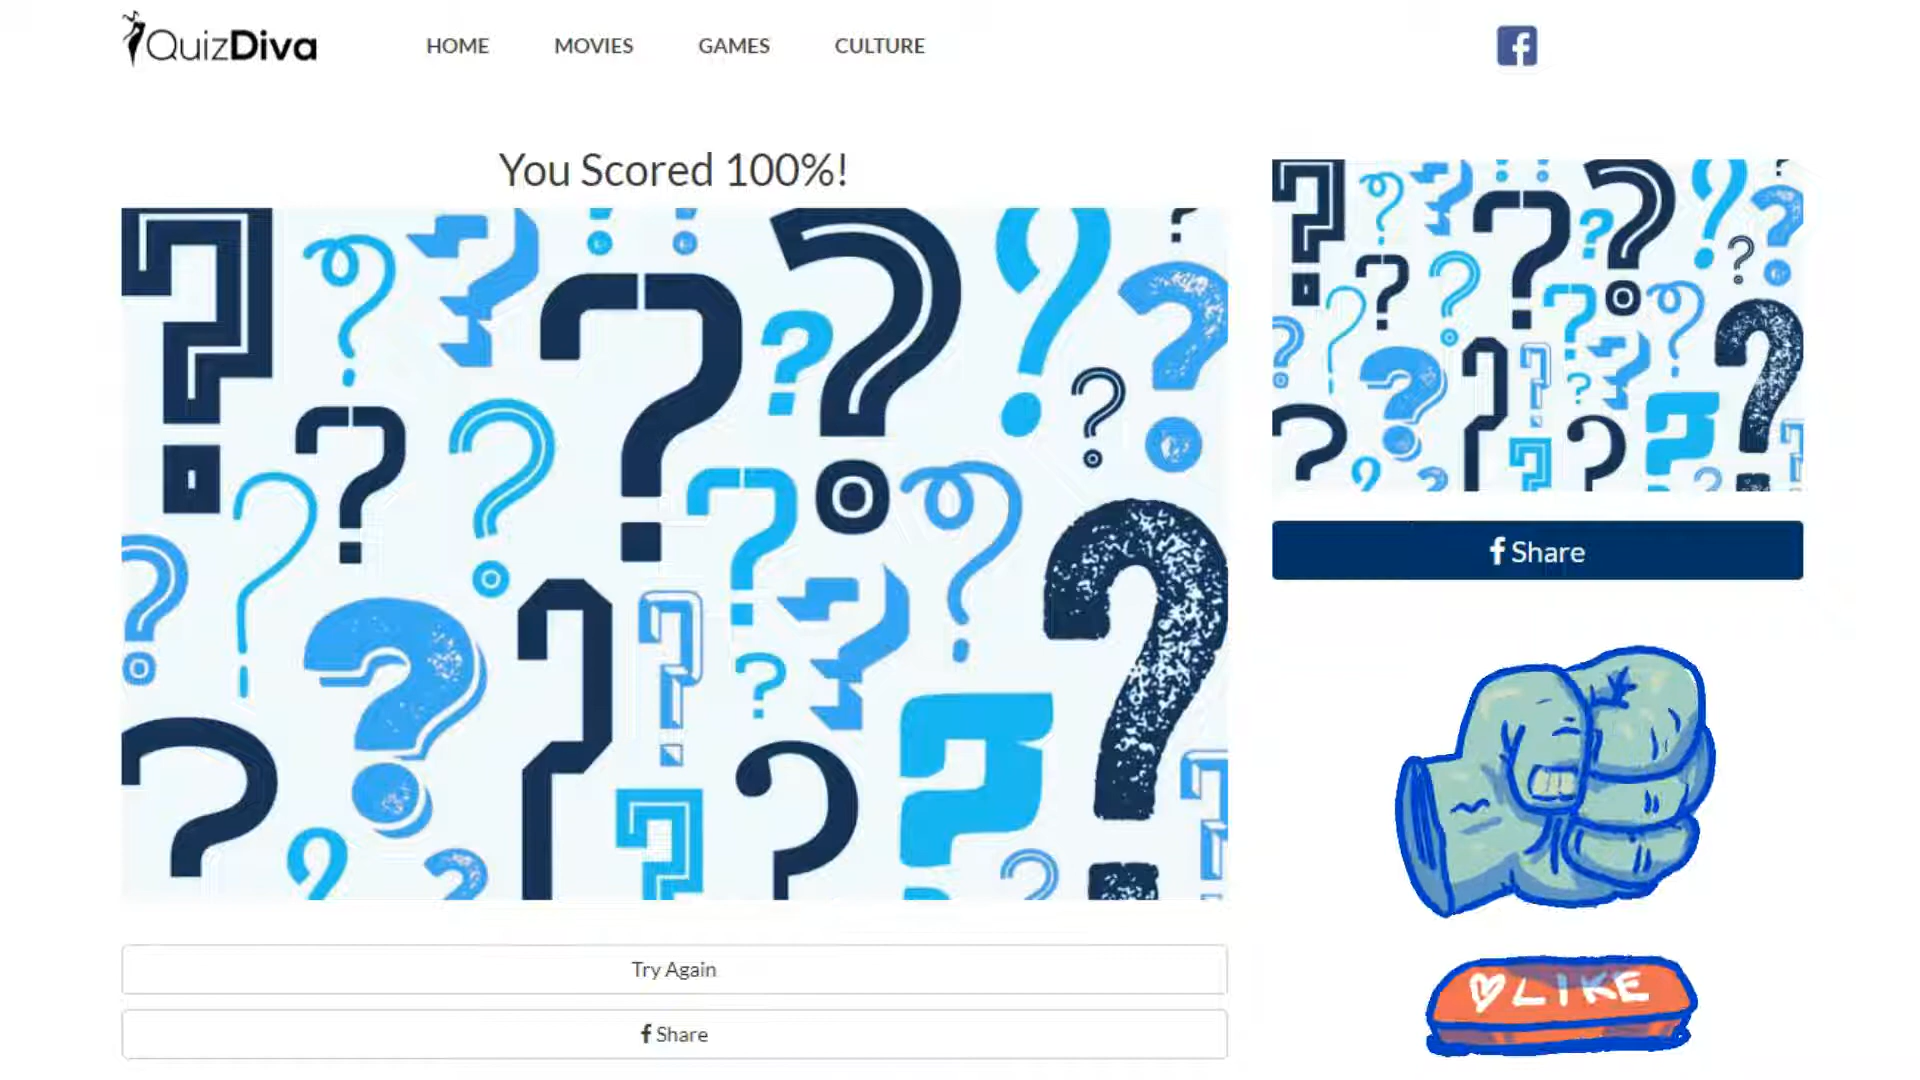 QuizDiva
HOME
MOVIES
GAMES
CULTURE
You Scored 100%!
Share
Try Again
Share
LIKE